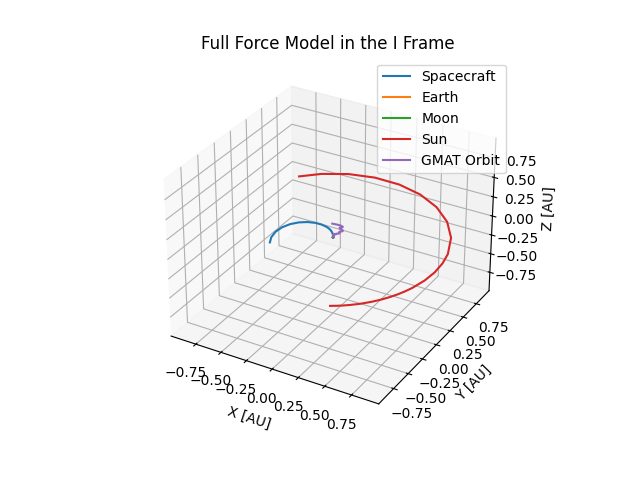 Full Force Model in the I Frame
Spacecraft
Earth
Moon
Sun
GMAT Orbit
0.75
0.50
0.25
0.00
−0.25
−0.50
−0.75
Z [AU]
−0.75
−0.50
−0.25
0.00
0.25
0.50
0.75
X [AU]
0.75
0.50
0.25
0.00
−0.25
−0.50
−0.75
Y [AU]